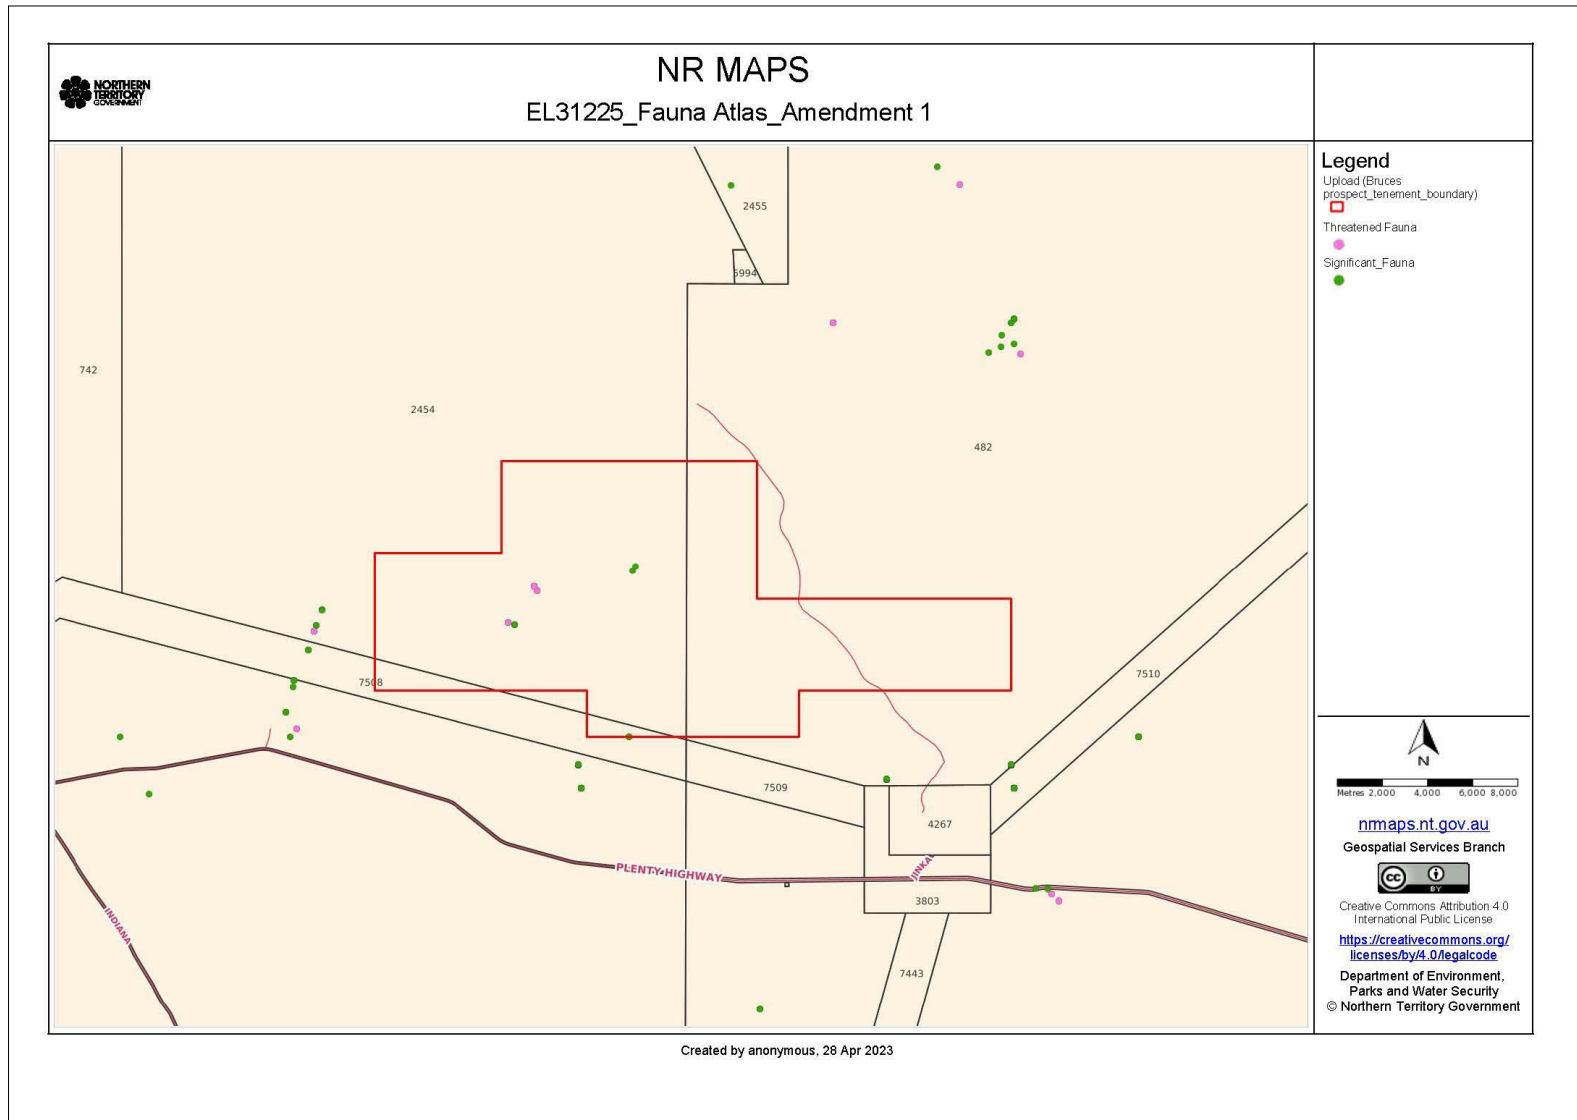 NORTHERN
TERRITORY
GOVERNMENT
NR MAPS
EL31225_Fauna Atlas_Amendment 1
2455
5994
742
2454
482
7508
7510
7509
4267
PLENTY HIGHWAY
JINKA
3803
INDIANA
7443
Legend
Upload (Bruces
prospect_tenement_boundary)
Threatened Fauna
Significant_Fauna
N
Metres 2,000 4,000 6,000 8,000
nrmaps.nt.gov.au
Geospatial Services Branch
cc
BY
Creative Commons Attribution 4.0
International Public License
https://creativecommons.org/
licenses/by/4.0/legalcode
Department of Environment,
Parks and Water Security
© Northern Territory Government
Created by anonymous, 28 Apr 2023